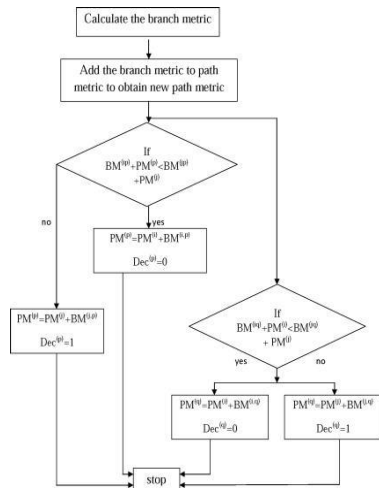 Calculate the branch metric
Add the branch metric to path
metric to obtain new path metric
If
BM⁽ⁱᵖ⁾+PM⁽ᵖ⁾<BM⁽ʲᵖ⁾
+PM⁽ʲ⁾
no
yes
PM⁽ᵖ⁾=PM⁽ⁱ⁾+BM⁽ⁱ,ᵖ⁾
Dec⁽ᵖ⁾=0
PM⁽ᵖ⁾=PM⁽ʲ⁾+BM⁽ʲ,ᵖ⁾
Dec⁽ᵖ⁾=1
If
BM⁽ⁱq⁾+PM⁽ⁱ⁾<BM⁽ʲq⁾
+ PM⁽ʲ⁾
yes no
PM⁽q⁾=PM⁽ⁱ⁾+BM⁽ⁱ,q⁾
Dec⁽q⁾=0
PM⁽q⁾=PM⁽ʲ⁾+BM⁽ʲ,q⁾
Dec⁽q⁾=1
stop